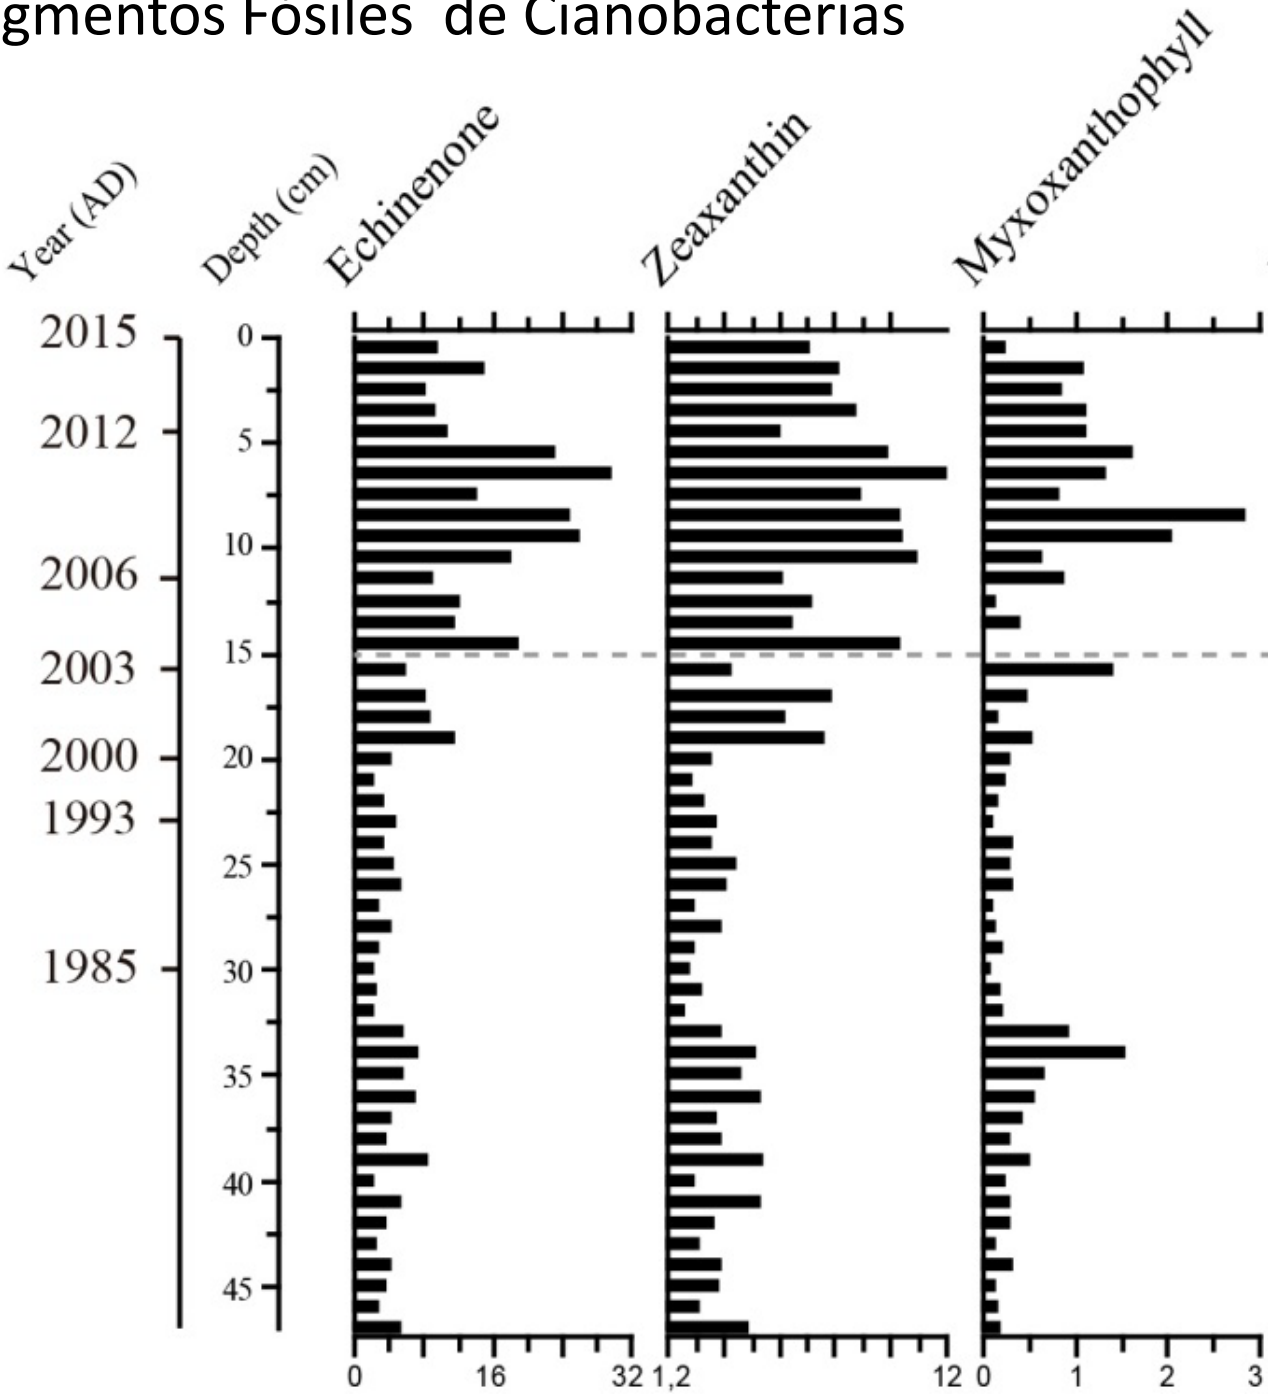 gmentos Fósiles de Cianobacterias
Year (AD)
Depth (cm)
Echinenone
Zeaxanthin
Myxoxanthophyll
2015
2012
2006
2003
2000
1993
1985
0
5
10
15
20
25
30
35
40
45
0 16 32
1,2 12
0 1 2 3